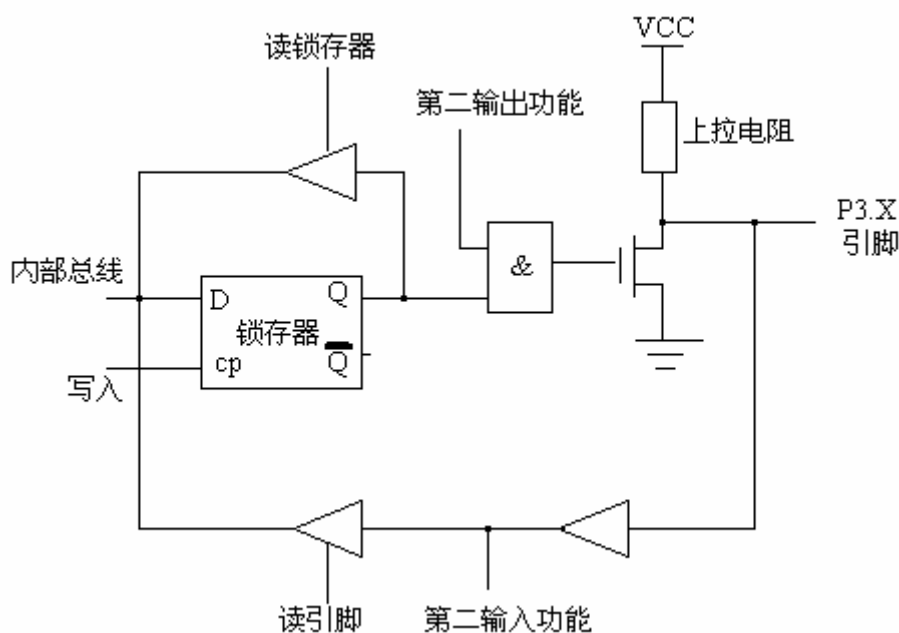 读锁存器
VCC
第二输出功能
上拉电阻
P3.X
引脚
内部总线
D
Q
&
锁存器
cp
Q
写入
读引脚
第二输入功能